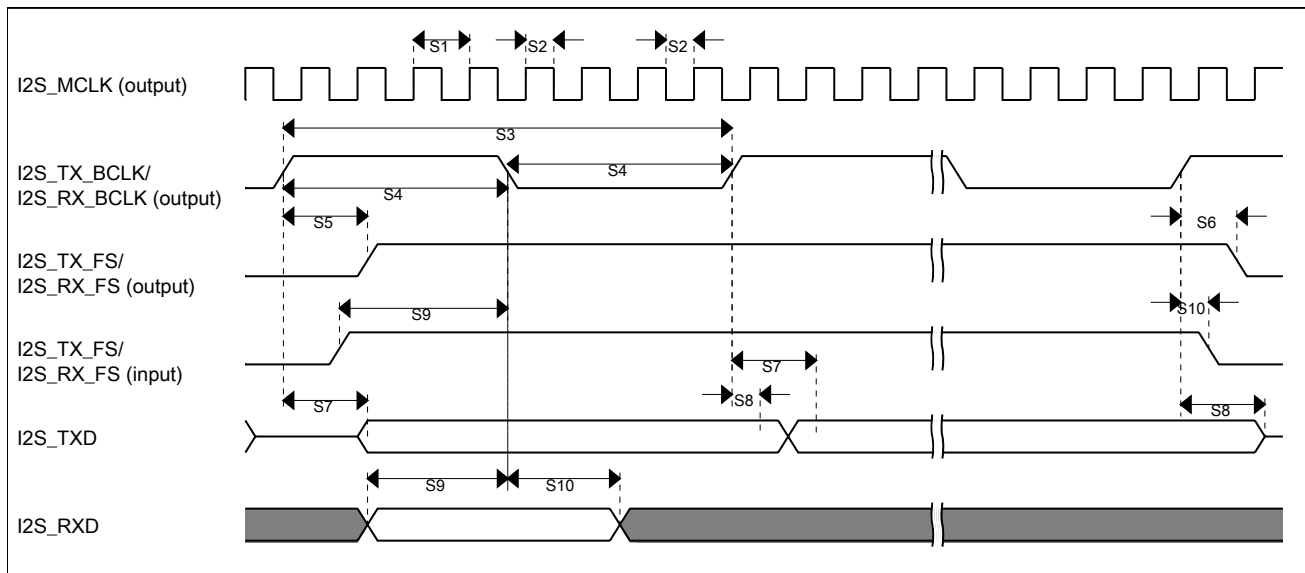 S1
S2
S2
I2S_MCLK (output)
S3
I2S_TX_BCLK/
I2S_RX_BCLK (output)
S4
S4
S5
S6
I2S_TX_FS/
I2S_RX_FS (output)
S9
S10
I2S_TX_FS/
I2S_RX_FS (input)
S7
S7
S8
S8
I2S_TXD
S9
S10
I2S_RXD